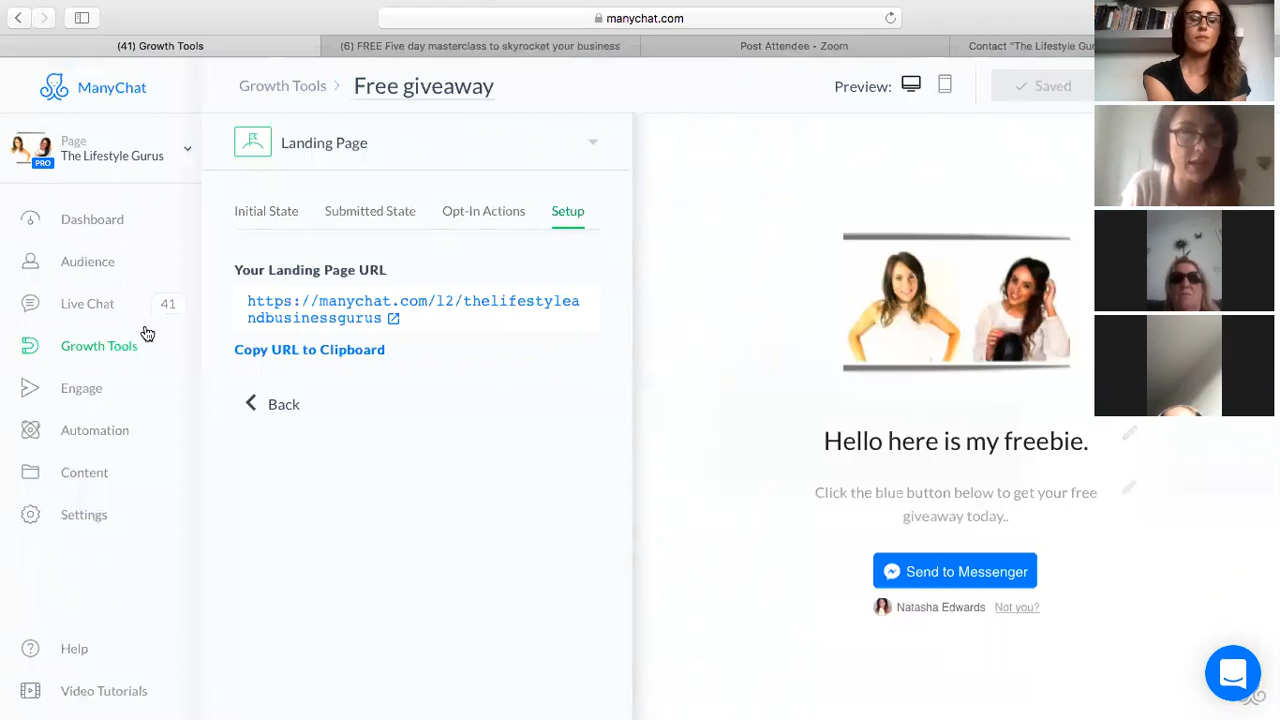 manychat.com
(41) Growth Tools
(6) FREE Five day masterclass to skyrocket your business
Post Attendee - Zoom
Contact "The Lifestyle Gur
ManyChat
Growth Tools
Free giveaway
Preview:
Saved
Page
The Lifestyle Gurus
PRO
Landing Page
Dashboard
Audience
Live Chat 41
Growth Tools
Engage
Automation
Content
Settings
Help
Video Tutorials
Initial State Submitted State Opt-In Actions Setup
Your Landing Page URL
https://manychat.com/l2/thelifestylea
ndbusinessgurus
Copy URL to Clipboard
Back
Hello here is my freebie.
Click the blue button below to get your free
giveaway today..
Send to Messenger
Natasha Edwards Not you?